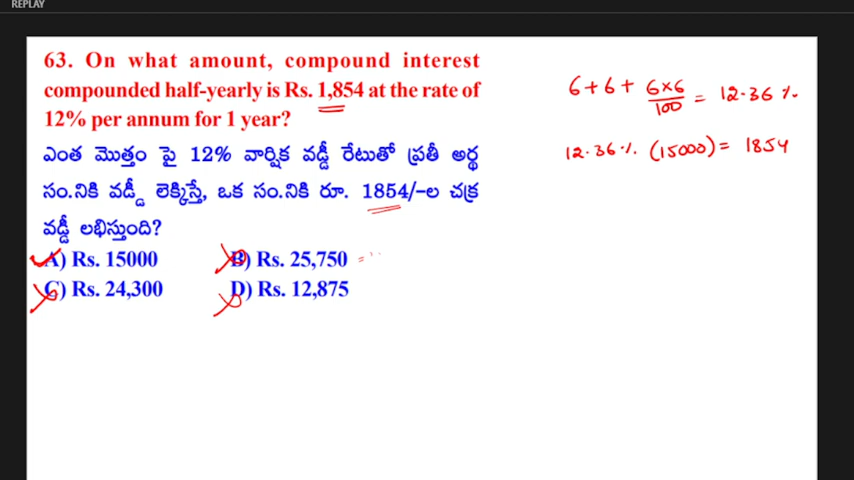 REPLAY
63. On what amount, compound interest
compounded half-yearly is Rs. 1,854 at the rate of
12% per annum for 1 year?
ఎంత మొత్తం పై 12% వార్షిక వడ్డీ రేటుతో ప్రతీ అర్థ
సం.నికి వడ్డీ లెక్కిస్తే, ఒక సం.నికి రూ. 1854/-ల చక్ర
వడ్డీ లభిస్తుంది?
A) Rs. 15000 B) Rs. 25,750 =
C) Rs. 24,300 D) Rs. 12,875
6 + 6 + 6×6/100 = 12.36 %
12.36 % (15000) = 1854